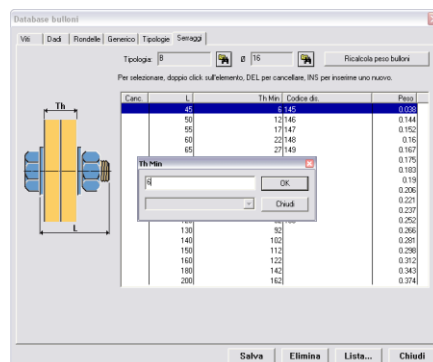 Database bulloni
Viti Dadi Rondelle Generico Tipologie Serraggi
Tipologia 8 ø 16 Ricalcola peso bulloni
Per selezionare, doppio click sull'elemento, DEL per cancellare, INS per inserirne uno nuovo.
Canc. L Th Min Codice dis. Peso
45 6 145 0.038
50 12 146 0.144
55 17 147 0.152
60 22 148 0.16
65 27 149 0.167
0.175
0.183
0.19
0.206
0.221
0.237
0.252
130 92 0.266
140 102 0.281
150 112 0.298
160 122 0.312
180 142 0.343
200 162 0.374
Th
L
Th Min
OK
Chiudi
Salva Elimina Lista... Chiudi